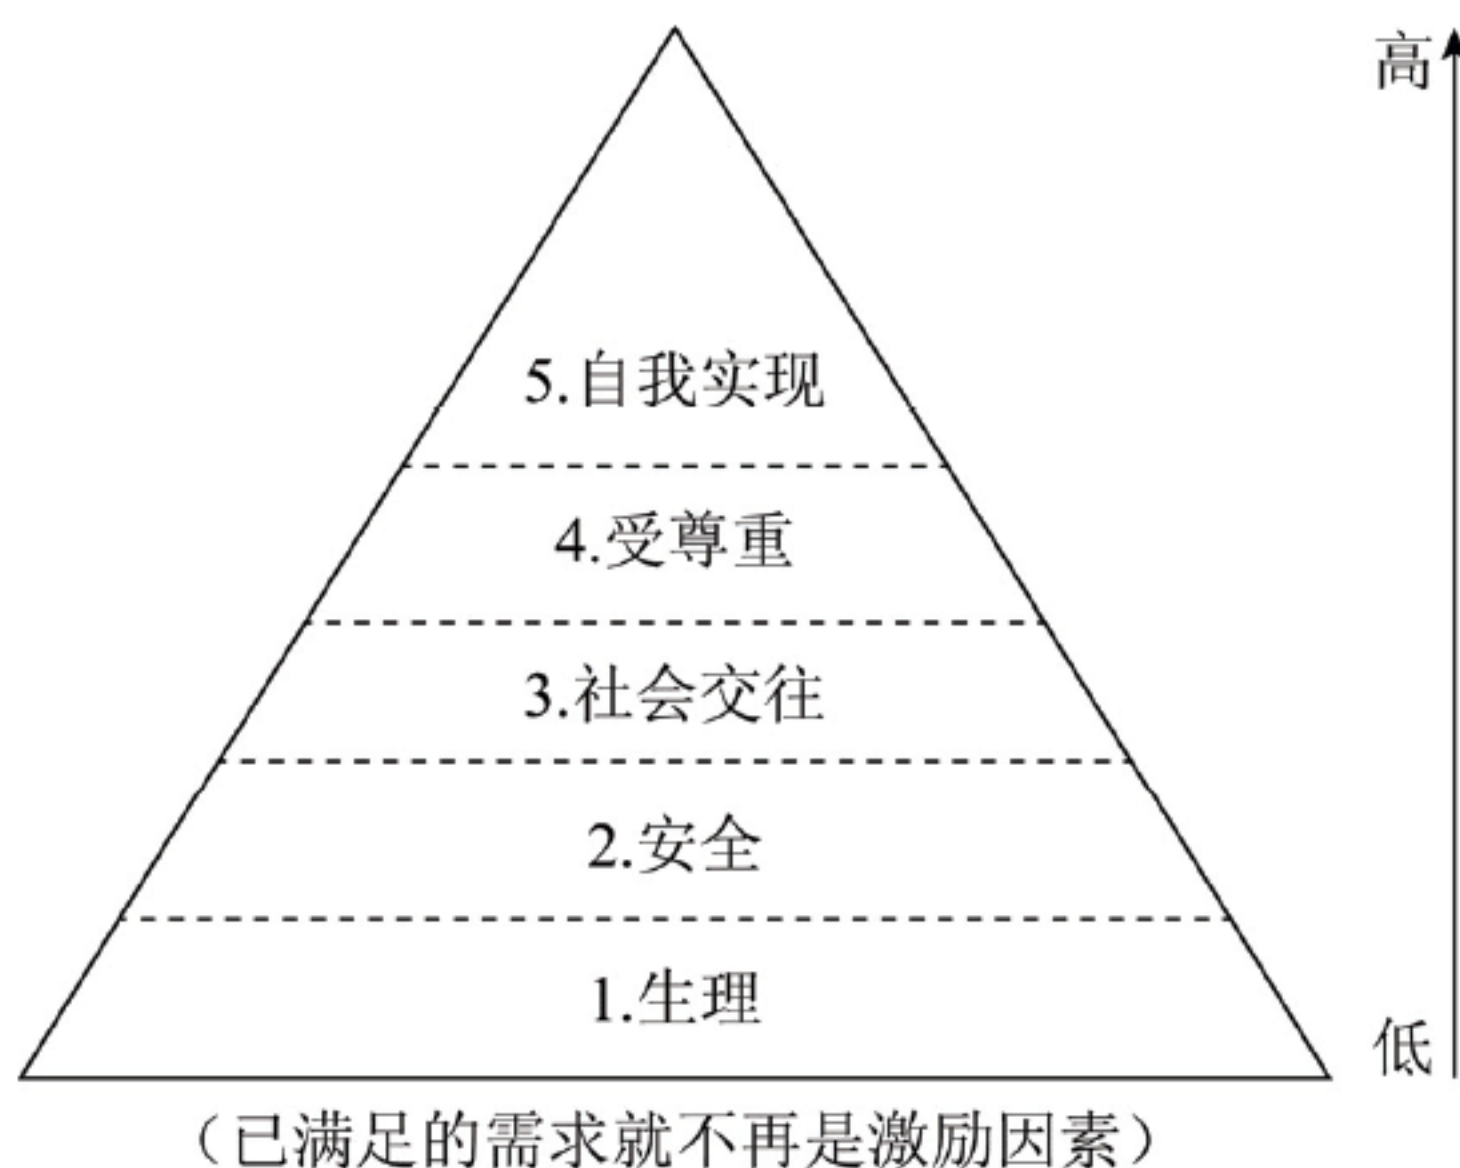 高
5.自我实现
4.受尊重
3.社会交往
2.安全
1.生理
低
（已满足的需求就不再是激励因素）